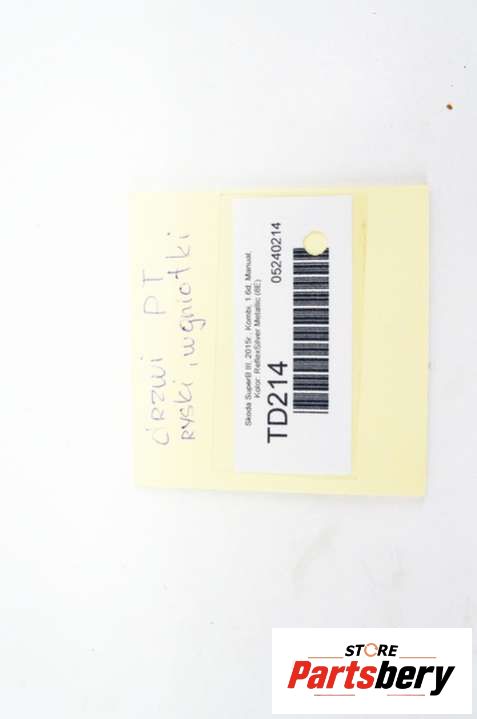 DRZWI PT
RYSKI, wgniotki
Skoda SuperB III, 2015r., Kombi, 1.6d, Manual,
Kolor: ReflexSilver Metallic (8E)
TD214
05240214
STORE
Partsbery